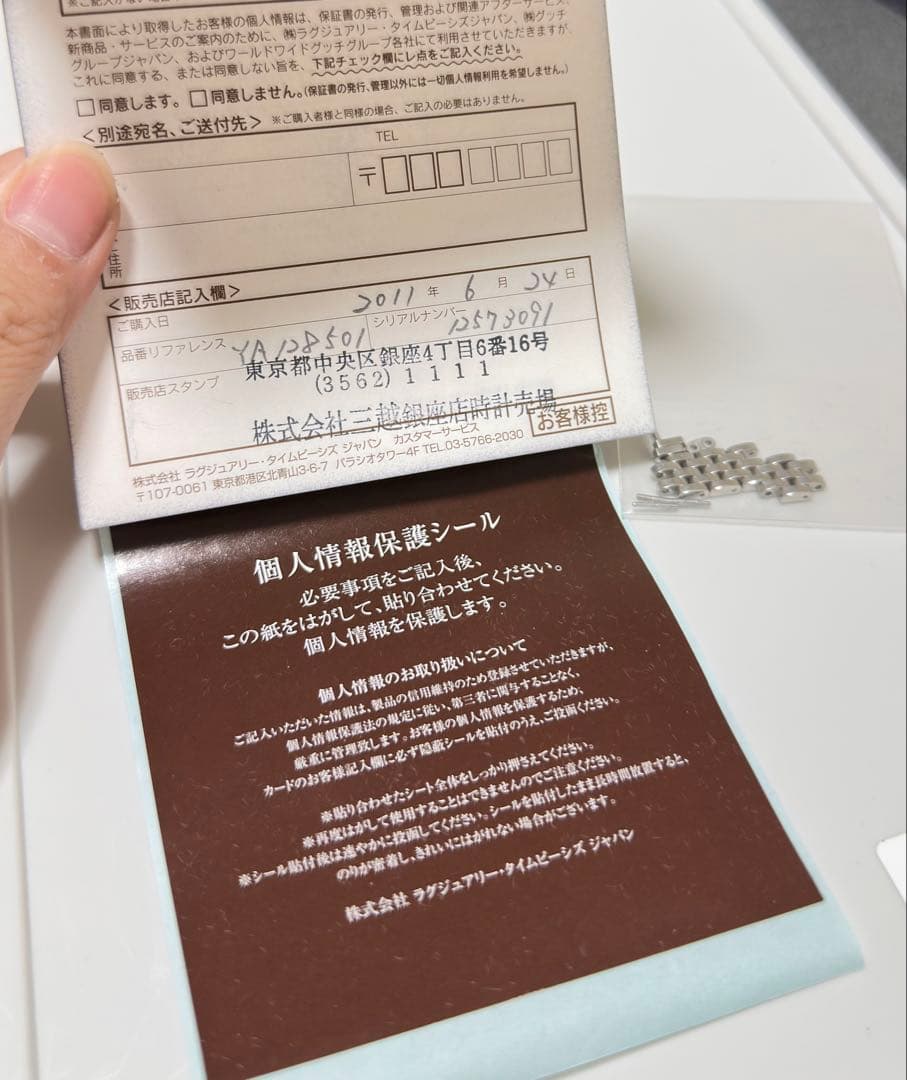 本書面により取得したお客様の個人情報は、保証書の発行、管理および関連アフターサービス、
新商品・サービスのご案内のために、㈱ラグジュアリー・タイムピーシズジャパン、㈱グッチ
グループジャパン、およびワールドワイドグッチグループ各社にて利用させていただきますが、
これに同意する、または同意しない旨を、下記チェック欄にレ点をご記入ください。
□同意します。□同意しません。(保証書の発行、管理以外には一切個人情報利用を希望しません。)
<別途宛名、ご送付先> ※ご購入者様と同様の場合、ご記入の必要はありません。
TEL
〒
ご住所
<販売店記入欄>
ご購入日 2011年 6月 24日
品番リファレンス YA128501 シリアルナンバー 12573091
販売店スタンプ
東京都中央区銀座4丁目6番16号
(3562)1111
株式会社三越銀座店時計売場
お客様控
株式会社 ラグジュアリー・タイムピーシズ ジャパン カスタマーサービス
〒107-0061 東京都港区北青山3-6-7 パラシオタワー4F TEL.03-5766-2030
個人情報保護シール
必要事項をご記入後、
この紙をはがして、貼り合わせてください。
個人情報を保護します。
個人情報のお取り扱いについて
ご記入いただいた情報は、製品の信用維持のため登録させていただきますが、
個人情報保護法の規定に従い、第三者に関与することなく、
厳重に管理致します。お客様の個人情報を保護するため、
カードのお客様記入欄に必ず隠蔽シールを貼付のうえ、ご投函ください。
※貼り合わせたシート全体をしっかり押さえてください。
※再度はがして使用することはできませんのでご注意ください。
※シール貼付後は速やかに投函してください。シールを貼付したまま長時間放置すると、
のりが密着し、きれいにはがれない場合がございます。
株式会社 ラグジュアリー・タイムピーシズ ジャパン